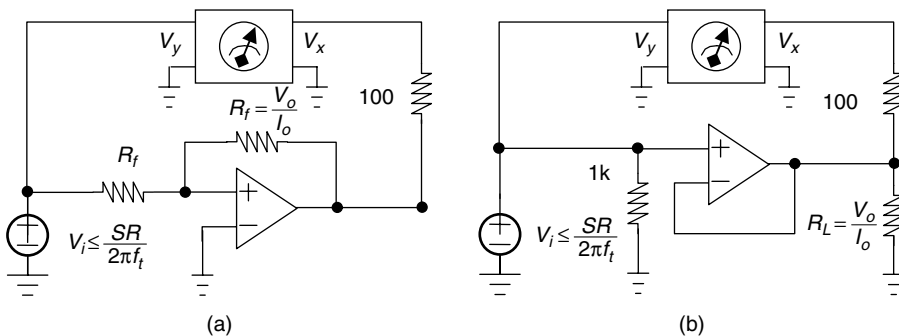 V_y V_x
100
R_f = V_o / I_o
R_f
+
−
+
−
V_i ≤ SR / 2πf_t
(a)
V_y V_x
100
1k
+
−
+
−
V_i ≤ SR / 2πf_t
R_L = V_o / I_o
(b)